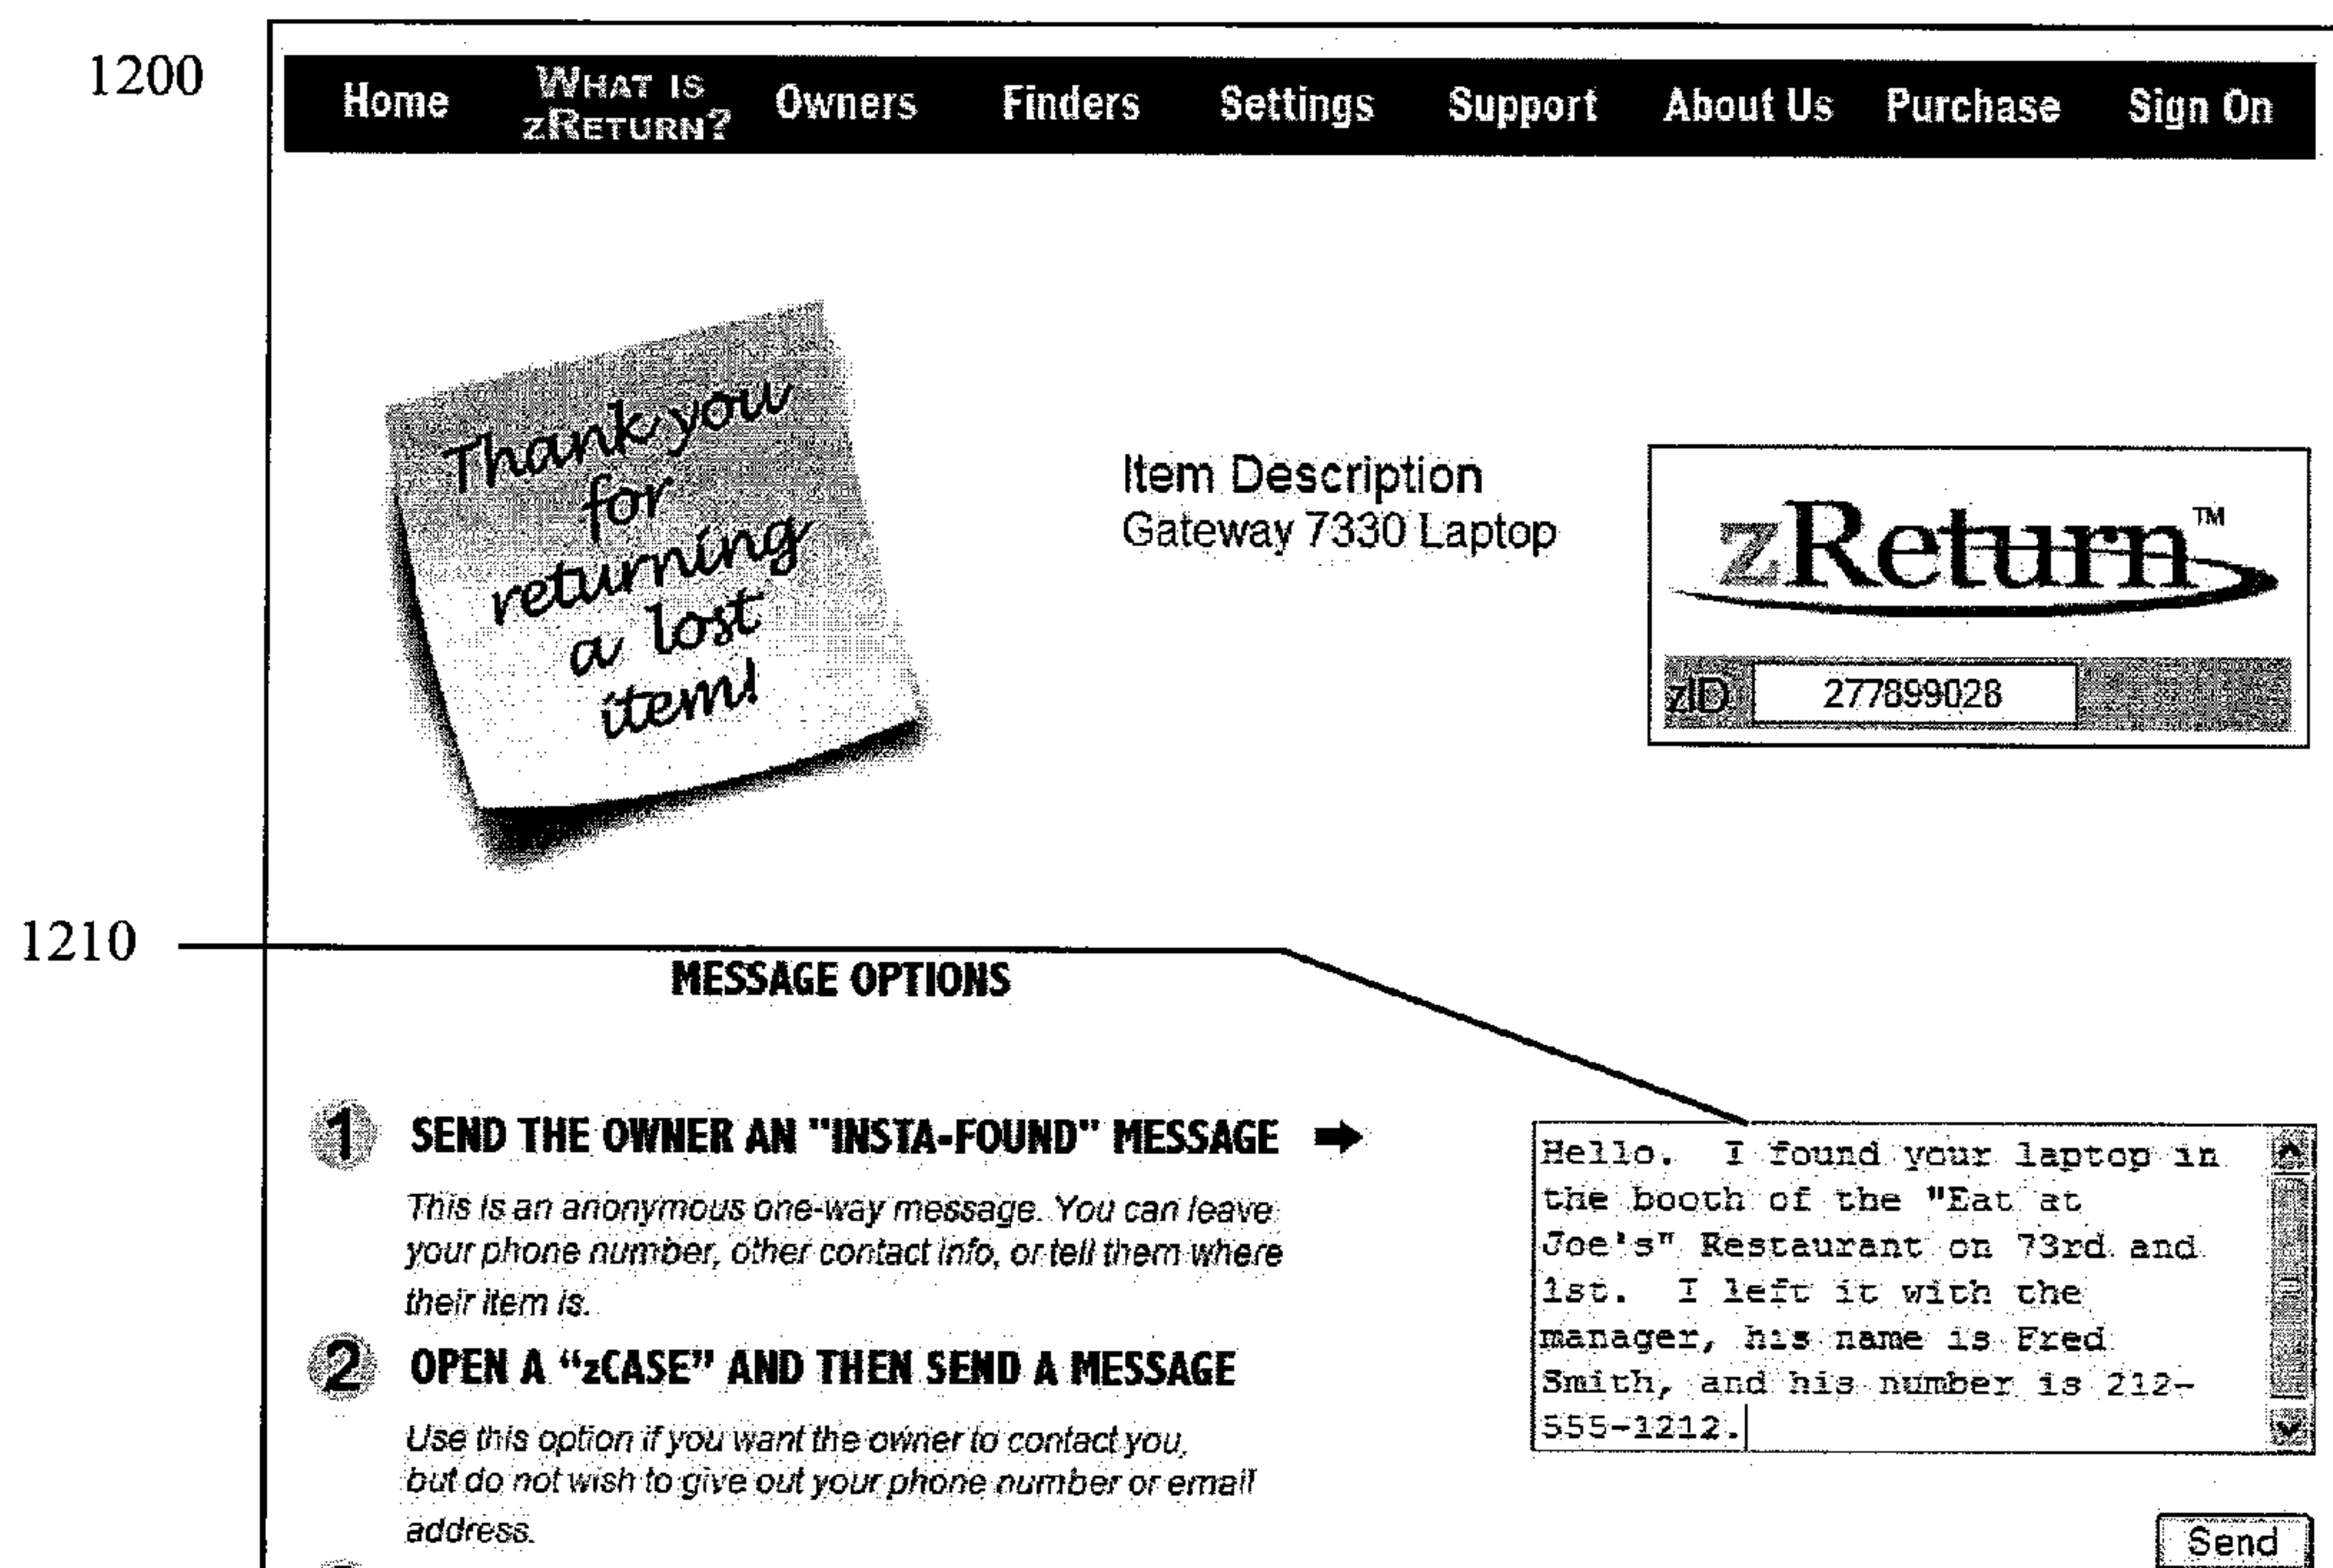 1200
Home WHAT IS ZRETURN? Owners Finders Settings Support About Us Purchase Sign On
Thank you
for
returning
a lost
item!
Item Description
Gateway 7330 Laptop
zReturn™
zID 277899028
1210
MESSAGE OPTIONS
1 SEND THE OWNER AN "INSTA-FOUND" MESSAGE ➡
This is an anonymous one-way message. You can leave
your phone number, other contact info, or tell them where
their item is.
2 OPEN A “zCASE” AND THEN SEND A MESSAGE
Use this option if you want the owner to contact you,
but do not wish to give out your phone number or email
address.
Hello.  I found your laptop in
the booth of the "Eat at
Joe's" Restaurant on 73rd and
1st.  I left it with the
manager, his name is Fred
Smith, and his number is 212-
555-1212.
Send